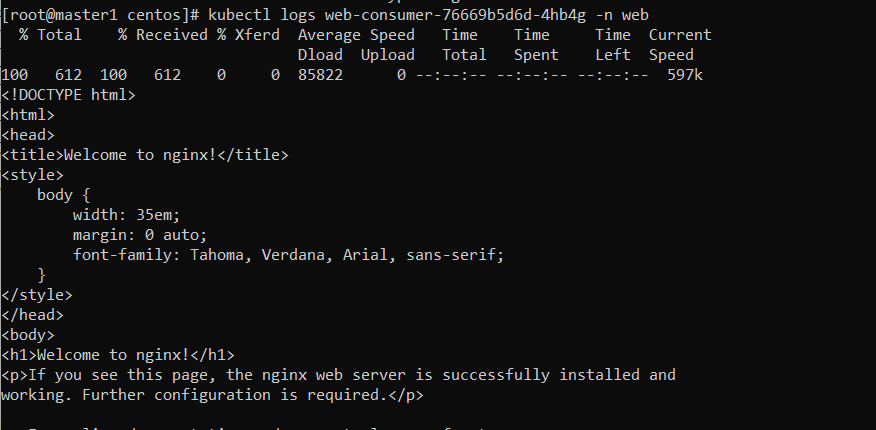 [root@master1 centos]# kubectl logs web-consumer-76669b5d6d-4hb4g -n web
  % Total    % Received % Xferd  Average Speed   Time    Time     Time  Current
                                 Dload  Upload   Total   Spent    Left  Speed
100   612  100   612    0     0  85822      0 --:--:-- --:--:-- --:--:--  597k
<!DOCTYPE html>
<html>
<head>
<title>Welcome to nginx!</title>
<style>
    body {
        width: 35em;
        margin: 0 auto;
        font-family: Tahoma, Verdana, Arial, sans-serif;
    }
</style>
</head>
<body>
<h1>Welcome to nginx!</h1>
<p>If you see this page, the nginx web server is successfully installed and
working. Further configuration is required.</p>